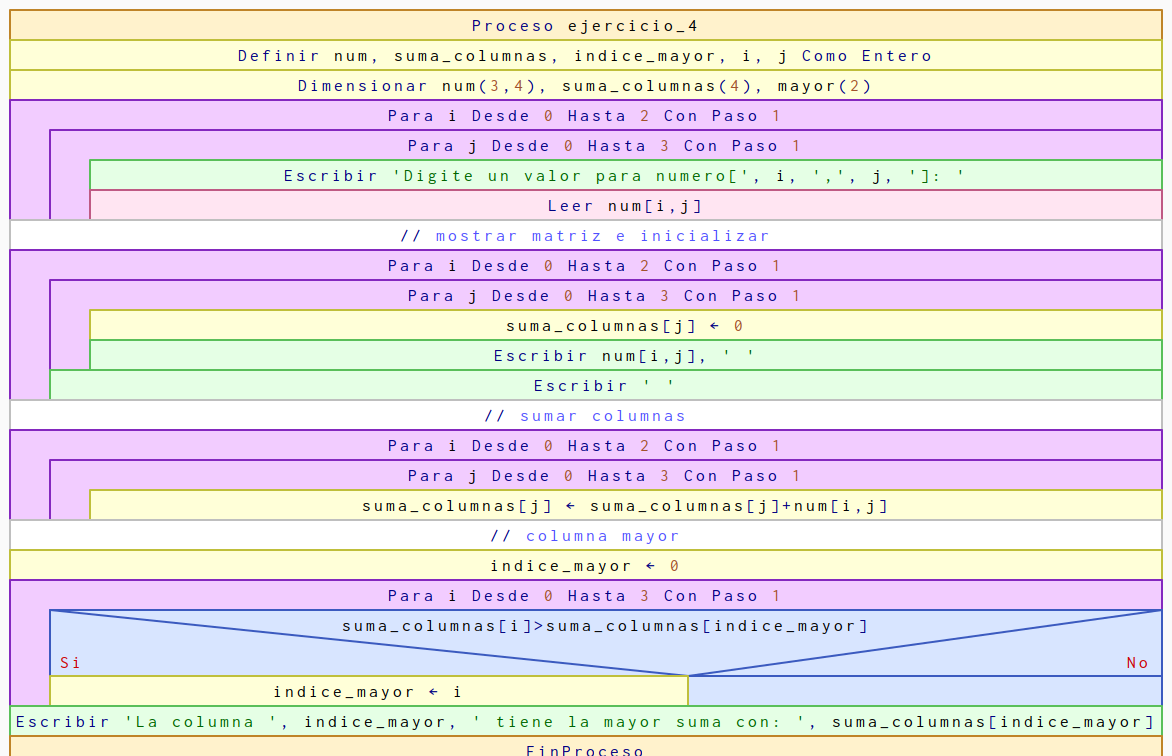 Proceso ejercicio_4
Definir num, suma_columnas, indice_mayor, i, j Como Entero
Dimensionar num(3,4), suma_columnas(4), mayor(2)
Para i Desde 0 Hasta 2 Con Paso 1
Para j Desde 0 Hasta 3 Con Paso 1
Escribir 'Digite un valor para numero[', i, ',', j, ']: '
Leer num[i,j]
// mostrar matriz e inicializar
Para i Desde 0 Hasta 2 Con Paso 1
Para j Desde 0 Hasta 3 Con Paso 1
suma_columnas[j] ← 0
Escribir num[i,j], ' '
Escribir ' '
// sumar columnas
Para i Desde 0 Hasta 2 Con Paso 1
Para j Desde 0 Hasta 3 Con Paso 1
suma_columnas[j] ← suma_columnas[j]+num[i,j]
// columna mayor
indice_mayor ← 0
Para i Desde 0 Hasta 3 Con Paso 1
suma_columnas[i]>suma_columnas[indice_mayor]
Si No
indice_mayor ← i
Escribir 'La columna ', indice_mayor, ' tiene la mayor suma con: ', suma_columnas[indice_mayor]
FinProceso